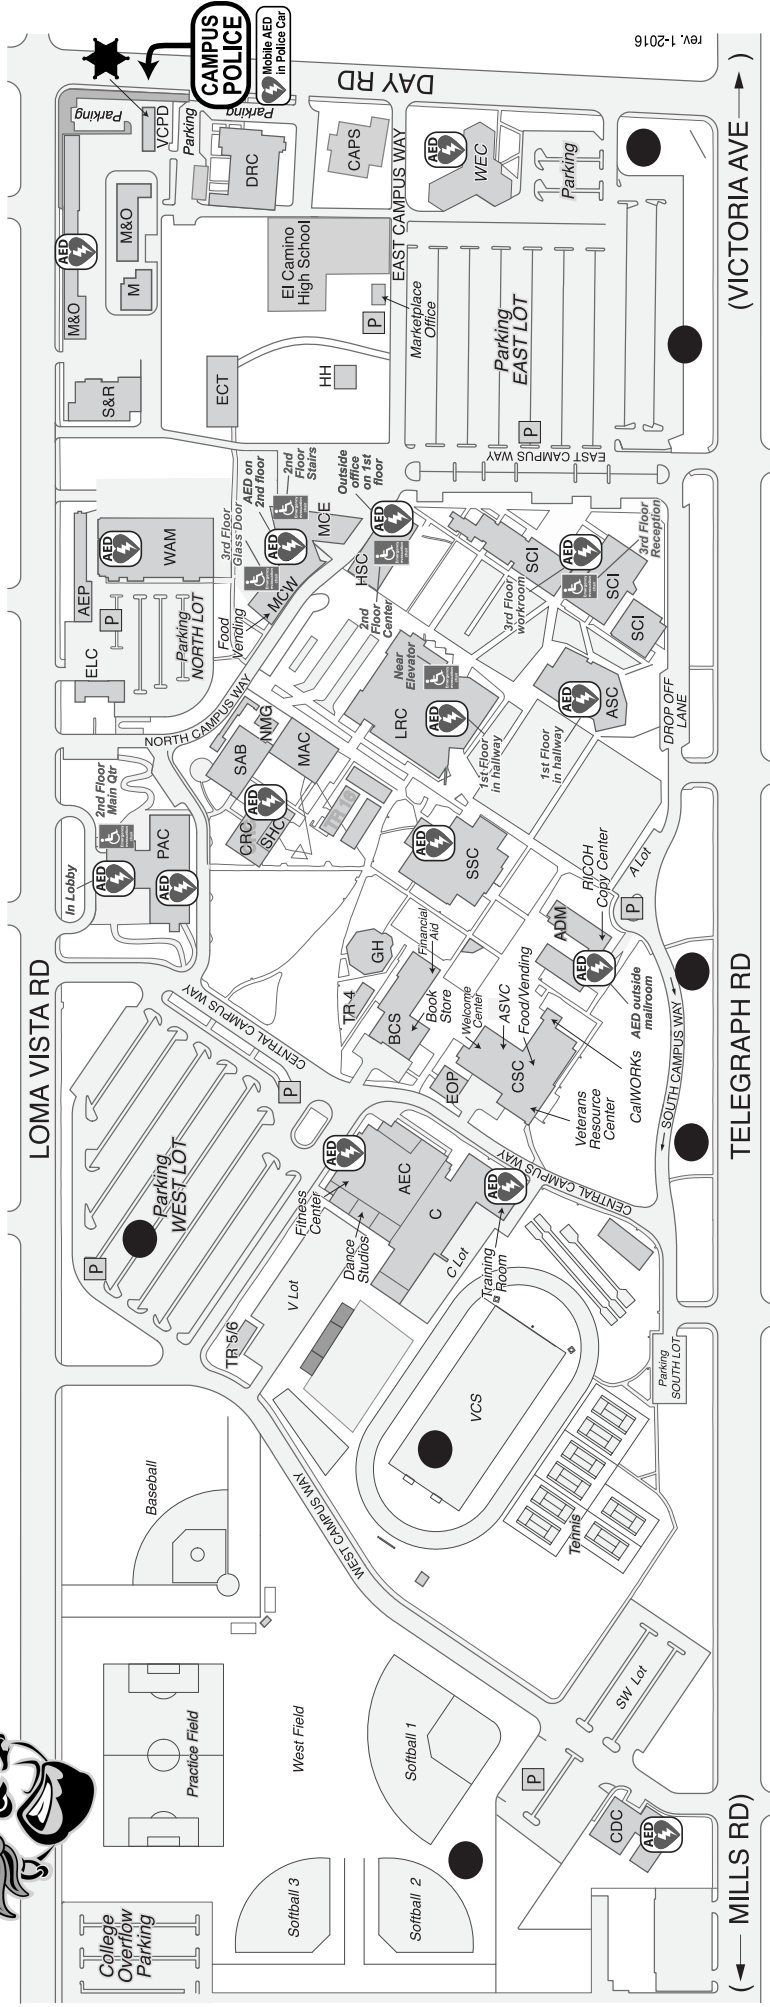 rev. 1-2016
CAMPUS
POLICE
Mobile AED
in Police Car
DAY RD
(VICTORIA AVE
)
Parking
VCPD
Parking
Parking
DRC
CAPS
EAST CAMPUS WAY
AED
WEC
Parking
M&O
AED
M&O
M
El Camino
High School
P
Marketplace
Office
Parking
EAST LOT
P
S&R
ECT
HH
EAST CAMPUS WAY
AEP
WAM
AED
P
Parking
NORTH LOT
ELC
3rd Floor
Glass Door
AED on
2nd floor
2nd
Floor
Stairs
AED
MCE
MCW
Food
Vending
Outside
office
on 1st
floor
AED
HSC
2nd
Floor
Center
SCI
AED
SCI
SCI
3rd Floor
Reception
3rd Floor
workroom
Near
Elevator
LRC
AED
1st Floor
in hallway
AED
ASC
1st Floor
in hallway
DROP OFF
LANE
NORTH CAMPUS WAY
NMG
SAB
MAC
CRC
SHC
AED
TR 18
2nd Floor
Main Qtr
In Lobby
AED
PAC
AED
AED
SSC
A Lot
P
RICOH
Copy Center
ADM
AED
AED outside
mailroom
GH
TR-4
BCS
Financial
Aid
Book
Store
Welcome
Center
ASVC
Food/Vending
CSC
EOP
CalWORKs
Veterans
Resource
Center
SOUTH CAMPUS WAY
LOMA VISTA RD
TELEGRAPH RD
CENTRAL CAMPUS WAY
P
Parking
WEST LOT
P
AED
Fitness
Center
AEC
Dance
Studios
C
AED
CENTRAL CAMPUS WAY
C Lot
Training
Room
V Lot
TR 5/6
VCS
Parking
SOUTH LOT
Tennis
Baseball
WEST CAMPUS WAY
Practice Field
West Field
Softball 1
Softball 2
Softball 3
SW Lot
P
CDC
AED
College
Overflow
Parking
(
MILLS RD)